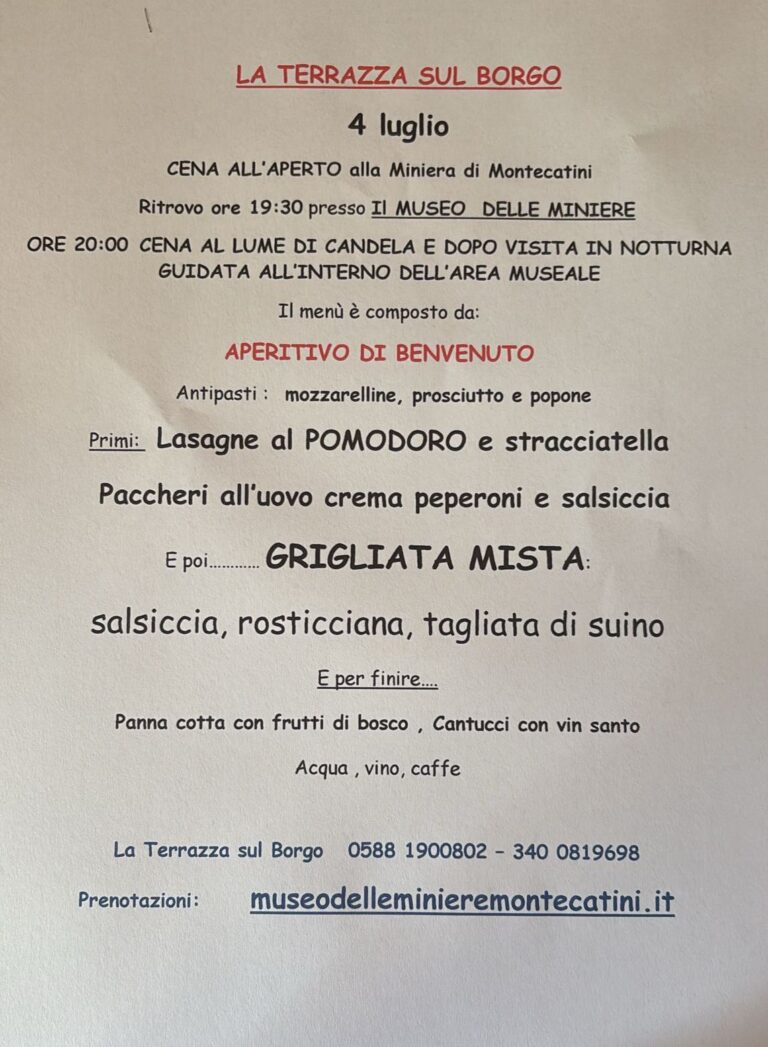 LA TERRAZZA SUL BORGO
4 luglio
CENA ALL'APERTO alla Miniera di Montecatini
Ritrovo ore 19:30 presso Il MUSEO DELLE MINIERE
ORE 20:00 CENA AL LUME DI CANDELA E DOPO VISITA IN NOTTURNA
GUIDATA ALL'INTERNO DELL'AREA MUSEALE
Il menù è composto da:
APERITIVO DI BENVENUTO
Antipasti : mozzarelline, prosciutto e popone
Primi: Lasagne al POMODORO e stracciatella
Paccheri all'uovo crema peperoni e salsiccia
E poi............ GRIGLIATA MISTA:
salsiccia, rosticciana, tagliata di suino
E per finire....
Panna cotta con frutti di bosco , Cantucci con vin santo
Acqua , vino, caffe
La Terrazza sul Borgo 0588 1900802 – 340 0819698
Prenotazioni: museodelleminieremontecatini.it